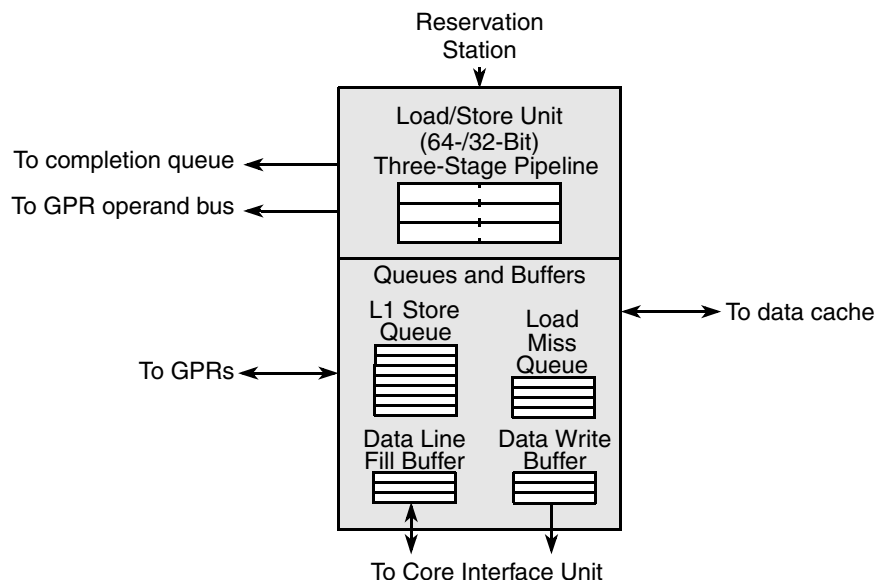 Reservation
Station
Load/Store Unit
(64-/32-Bit)
Three-Stage Pipeline
To completion queue
To GPR operand bus
Queues and Buffers
L1 Store
Queue
Load
Miss
Queue
To data cache
To GPRs
Data Line
Fill Buffer
Data Write
Buffer
To Core Interface Unit